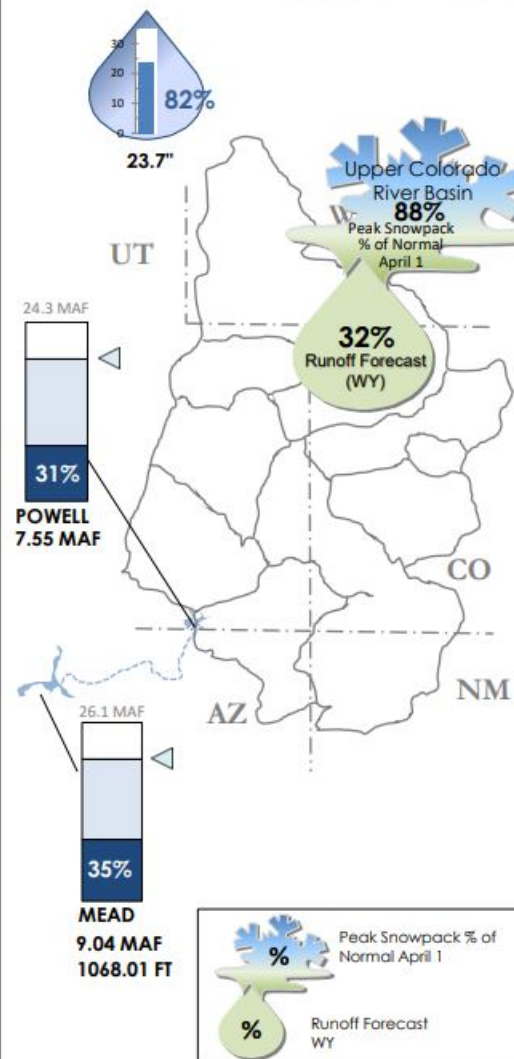 30
20
10
0
82%
23.7"
Upper Colorado
River Basin
W
88%
Peak Snowpack
% of Normal
April 1
UT
32%
Runoff Forecast
(WY)
24.3 MAF
31%
POWELL
7.55 MAF
CO
NM
AZ
26.1 MAF
35%
MEAD
9.04 MAF
1068.01 FT
%
Peak Snowpack % of
Normal April 1
%
Runoff Forecast
WY